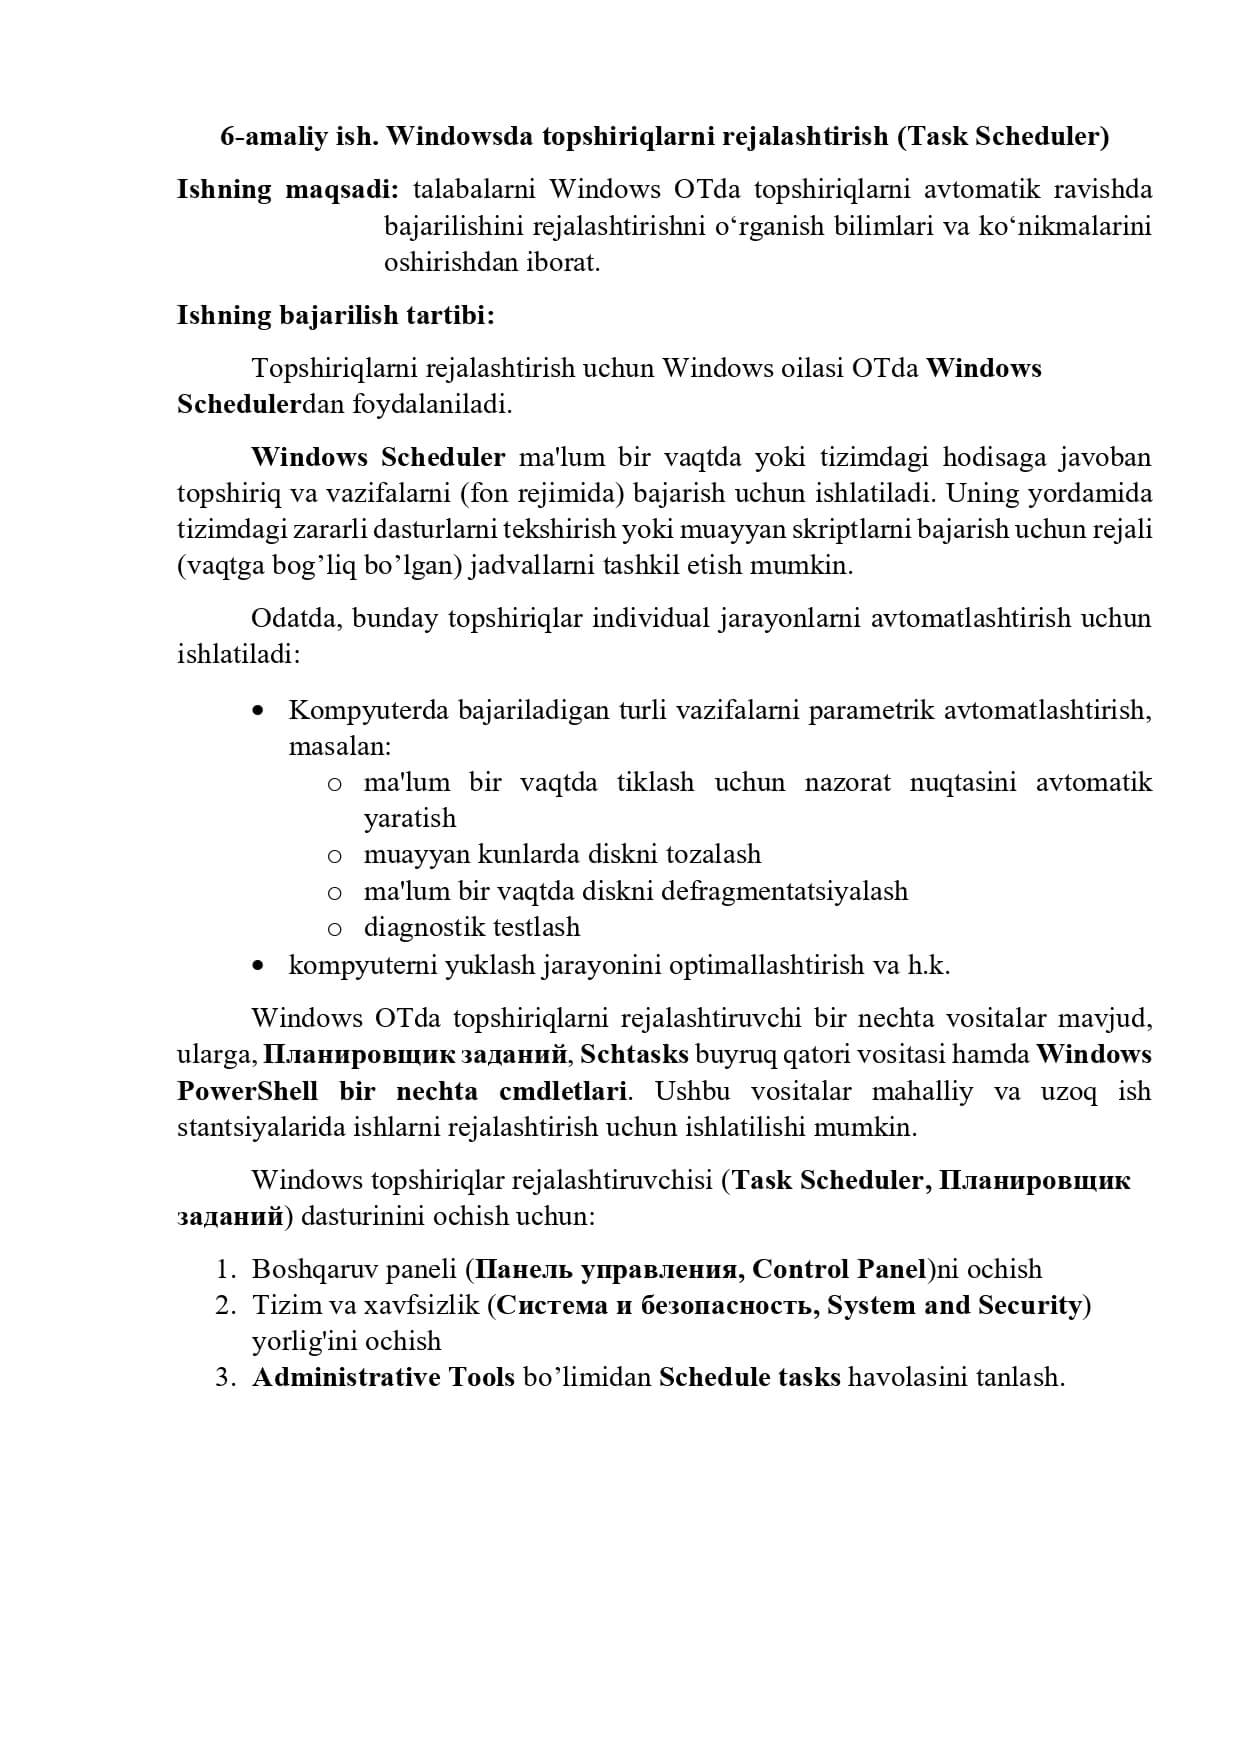 6-amaliy ish. Windowsda topshiriqlarni rejalashtirish (Task Scheduler)
Ishning maqsadi: talabalarni Windows OTda topshiriqlarni avtomatik ravishda
bajarilishini rejalashtirishni o‘rganish bilimlari va ko‘nikmalarini
oshirishdan iborat.
Ishning bajarilish tartibi:
Topshiriqlarni rejalashtirish uchun Windows oilasi OTda Windows
Schedulerdan foydalaniladi.
Windows Scheduler ma'lum bir vaqtda yoki tizimdagi hodisaga javoban
topshiriq va vazifalarni (fon rejimida) bajarish uchun ishlatiladi. Uning yordamida
tizimdagi zararli dasturlarni tekshirish yoki muayyan skriptlarni bajarish uchun rejali
(vaqtga bog’liq bo’lgan) jadvallarni tashkil etish mumkin.
Odatda, bunday topshiriqlar individual jarayonlarni avtomatlashtirish uchun
ishlatiladi:
• Kompyuterda bajariladigan turli vazifalarni parametrik avtomatlashtirish,
masalan:
o ma'lum bir vaqtda tiklash uchun nazorat nuqtasini avtomatik
yaratish
o muayyan kunlarda diskni tozalash
o ma'lum bir vaqtda diskni defragmentatsiyalash
o diagnostik testlash
• kompyuterni yuklash jarayonini optimallashtirish va h.k.
Windows OTda topshiriqlarni rejalashtiruvchi bir nechta vositalar mavjud,
ularga, Планировщик заданий, Schtasks buyruq qatori vositasi hamda Windows
PowerShell bir nechta cmdletlari. Ushbu vositalar mahalliy va uzoq ish
stantsiyalarida ishlarni rejalashtirish uchun ishlatilishi mumkin.
Windows topshiriqlar rejalashtiruvchisi (Task Scheduler, Планировщик
заданий) dasturinini ochish uchun:
1. Boshqaruv paneli (Панель управления, Control Panel)ni ochish
2. Tizim va xavfsizlik (Система и безопасность, System and Security)
yorlig'ini ochish
3. Administrative Tools bo’limidan Schedule tasks havolasini tanlash.